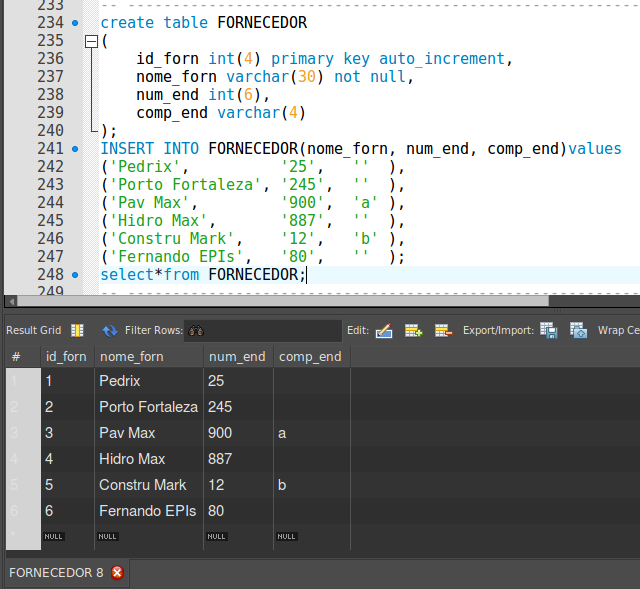 233 -- ---------------------------------------------------------------
234 create table FORNECEDOR
235 (
236 id_forn int(4) primary key auto_increment,
237 nome_forn varchar(30) not null,
238 num_end int(6),
239 comp_end varchar(4)
240 );
241 INSERT INTO FORNECEDOR(nome_forn, num_end, comp_end)values
242 ('Pedrix', '25', '' ),
243 ('Porto Fortaleza', '245', '' ),
244 ('Pav Max', '900', 'a' ),
245 ('Hidro Max', '887', '' ),
246 ('Constru Mark', '12', 'b' ),
247 ('Fernando EPIs', '80', '' );
248 select*from FORNECEDOR;
249 -- ---------------------------------------------------------------
Result Grid Filter Rows: Edit: Export/Import: Wrap Ce
# id_forn nome_forn num_end comp_end
1 1 Pedrix 25
2 2 Porto Fortaleza 245
3 3 Pav Max 900 a
4 4 Hidro Max 887
5 5 Constru Mark 12 b
6 6 Fernando EPIs 80
* NULL NULL NULL NULL
FORNECEDOR 8